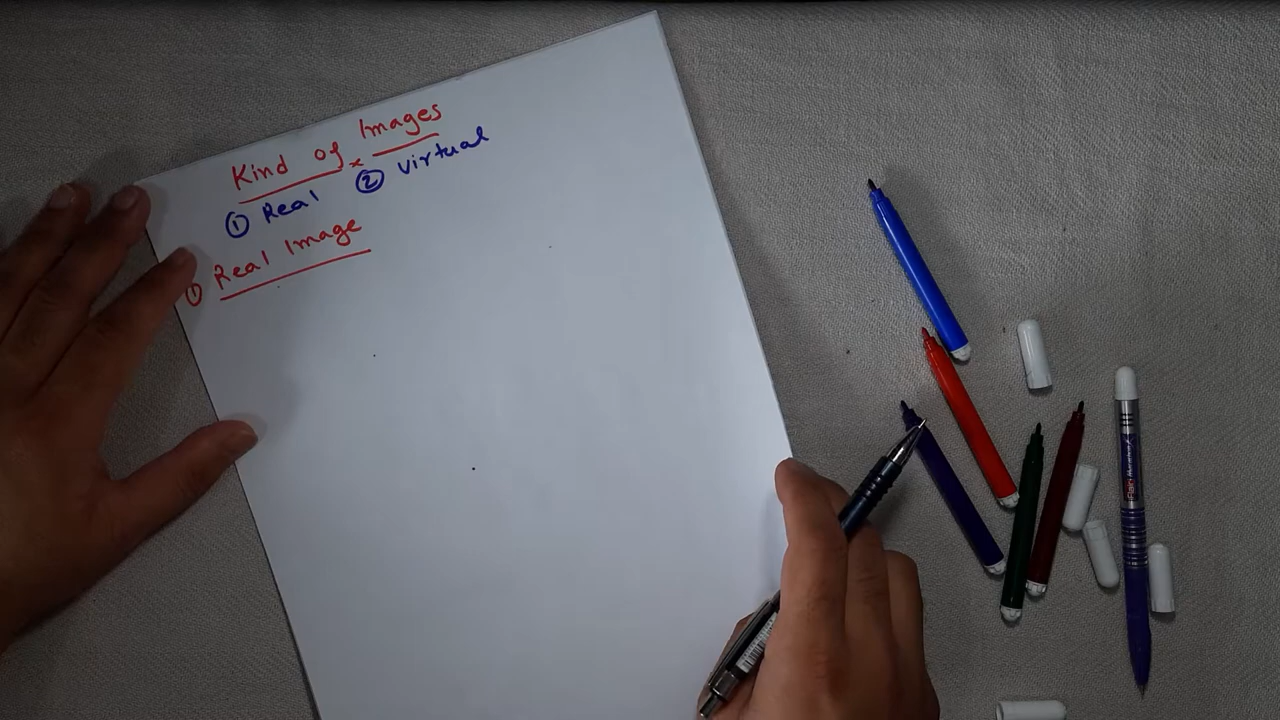 Kind of Images
① Real ② Virtual
① Real Image